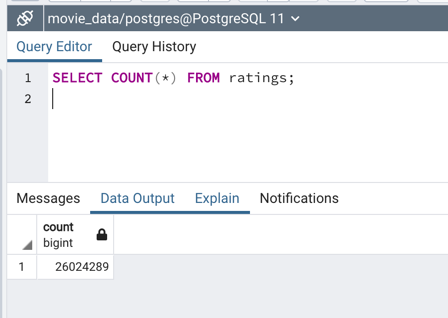 movie_data/postgres@PostgreSQL 11
Query Editor Query History
1 SELECT COUNT(*) FROM ratings;
2
Messages Data Output Explain Notifications
count
bigint
1 26024289